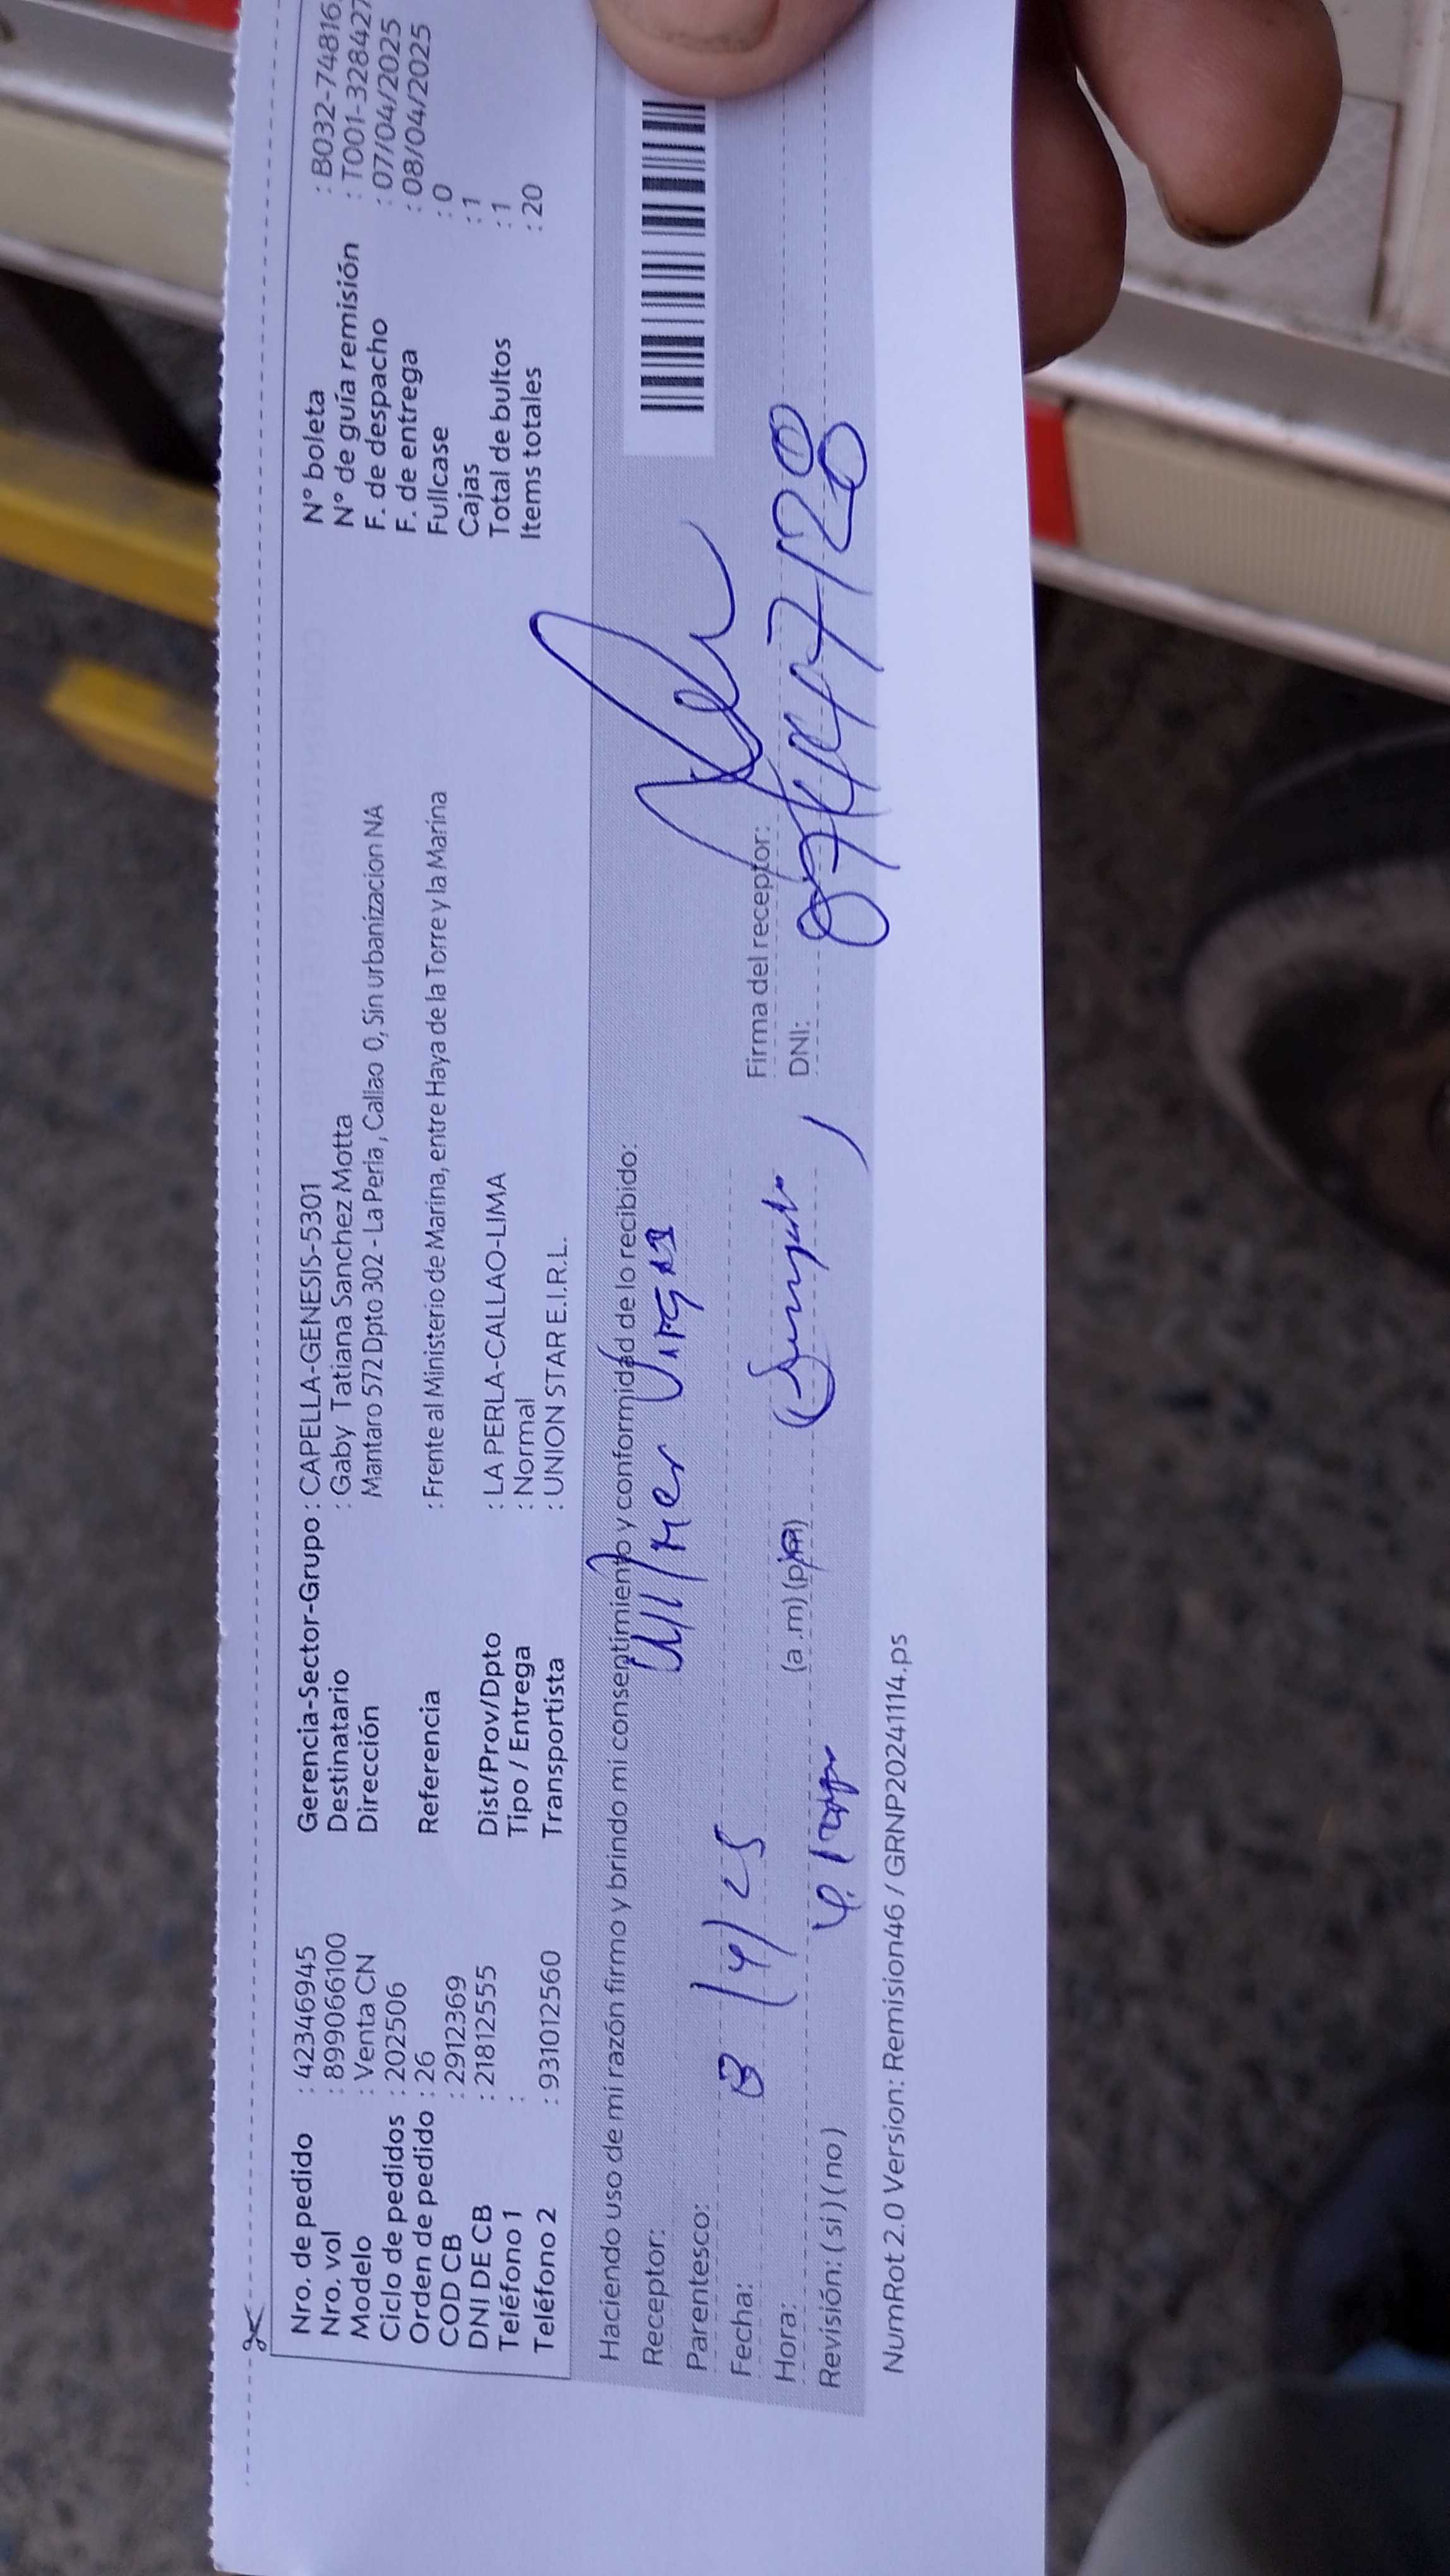 Nro. de pedido : 42346945
Nro. vol : 899066100
Modelo : Venta CN
Ciclo de pedidos : 202506
Orden de pedido : 26
COD CB : 2912369
DNI DE CB : 21812555
Teléfono 1 :
Teléfono 2 : 931012560
Gerencia-Sector-Grupo : CAPELLA-GENESIS-5301
Destinatario : Gaby Tatiana Sanchez Motta
Dirección Mantaro 572 Dpto 302 - La Perla, Callao 0, Sin urbanizacion NA
Referencia : Frente al Ministerio de Marina, entre Haya de la Torre y la Marina
Dist/Prov/Dpto : LA PERLA-CALLAO-LIMA
Tipo / Entrega : Normal
Transportista : UNION STAR E.I.R.L.
N° boleta : B032-74816
N° de guía remisión : T001-328427
F. de despacho : 07/04/2025
F. de entrega : 08/04/2025
Fullcase : 0
Cajas : 1
Total de bultos : 1
Items totales : 20
Haciendo uso de mi razón firmo y brindo mi consentimiento y conformidad de lo recibido:
Receptor: Wilmer Vargas
Parentesco:
Fecha: 8 /4/ 25
Firma del receptor:
Hora: (a.m) (p.m)
DNI:
Revisión: (si) (no)
NumRot 2.0 Version: Remision46 / GRNP20241114.ps